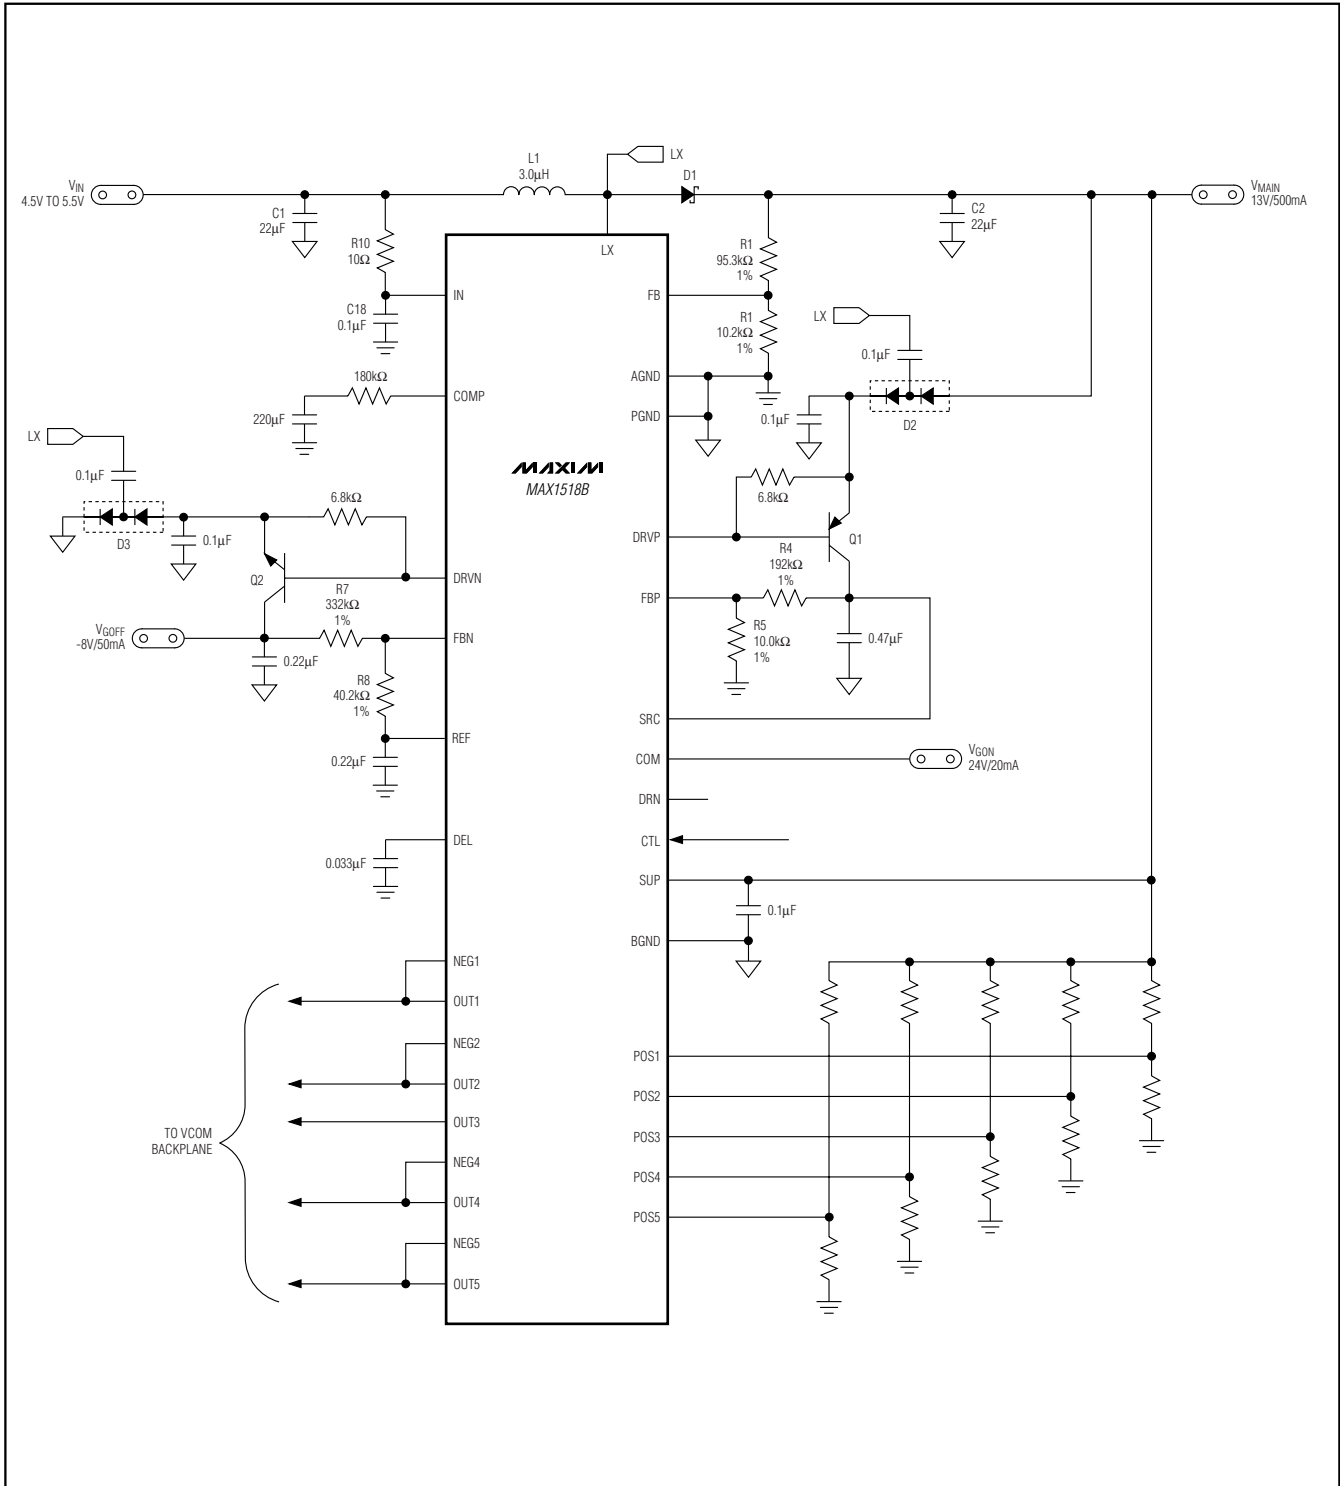 L1
3.0µH
LX
D1
VIN
4.5V TO 5.5V
VMAIN
13V/500mA
C1
22µF
C2
22µF
R10
10Ω
LX
R1
95.3kΩ
1%
IN
FB
C18
0.1µF
R1
10.2kΩ
1%
LX
0.1µF
180kΩ
AGND
COMP
220µF
PGND
0.1µF
D2
LX
MAXIM
MAX1518B
0.1µF
6.8kΩ
6.8kΩ
D3
0.1µF
DRVP
Q1
Q2
DRVN
R4
192kΩ
1%
R7
332kΩ
1%
FBP
VGOFF
-8V/50mA
FBN
R5
10.0kΩ
1%
0.47µF
0.22µF
R8
40.2kΩ
1%
SRC
REF
0.22µF
COM
VGON
24V/20mA
DRN
DEL
CTL
0.033µF
SUP
0.1µF
BGND
NEG1
OUT1
NEG2
POS1
OUT2
POS2
OUT3
TO VCOM
BACKPLANE
POS3
NEG4
POS4
OUT4
POS5
NEG5
OUT5